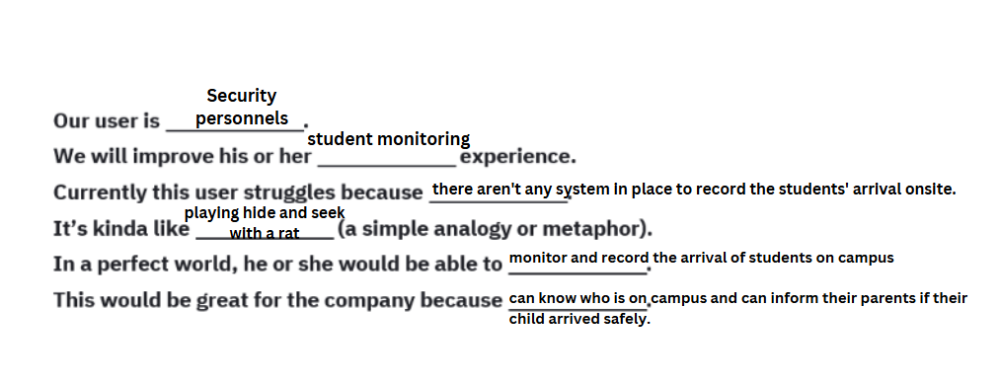 Our user is Security personnels.
We will improve his or her student monitoring experience.
Currently this user struggles because there aren't any system in place to record the students' arrival onsite.
It's kinda like playing hide and seek with a rat (a simple analogy or metaphor).
In a perfect world, he or she would be able to monitor and record the arrival of students on campus.
This would be great for the company because can know who is on campus and can inform their parents if their child arrived safely.